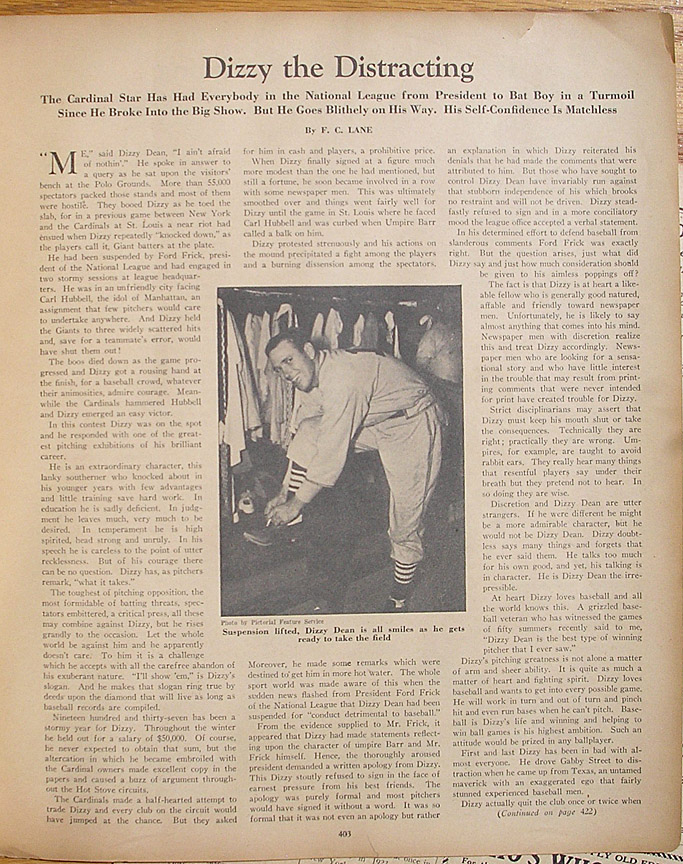 Dizzy the Distracting
The Cardinal Star Has Had Everybody in the National League from President to Bat Boy in a Turmoil
Since He Broke Into the Big Show. But He Goes Blithely on His Way. His Self-Confidence Is Matchless
By F. C. LANE
"ME," said Dizzy Dean, "I ain't afraid
of nothin'." He spoke in answer to
a query as he sat upon the visitors'
bench at the Polo Grounds. More than 55,000
spectators packed those stands and most of them
were hostile. They booed Dizzy as he toed the
slab, for in a previous game between New York
and the Cardinals at St. Louis a near riot had
ensued when Dizzy repeatedly "knocked down," as
the players call it, Giant batters at the plate.
He had been suspended by Ford Frick, presi-
dent of the National League and had engaged in
two stormy sessions at league headquar-
ters. He was in an unfriendly city facing
Carl Hubbell, the idol of Manhattan, an
assignment that few pitchers would care
to undertake anywhere. And Dizzy held
the Giants to three widely scattered hits
and, save for a teammate's error, would
have shut them out!
The boos died down as the game pro-
gressed and Dizzy got a rousing hand at
the finish, for a baseball crowd, whatever
their animosities, admire courage. Mean-
while the Cardinals hammered Hubbell
and Dizzy emerged an easy victor.
In this contest Dizzy was on the spot
and he responded with one of the great-
est pitching exhibitions of his brilliant
career.
He is an extraordinary character, this
lanky southerner who knocked about in
his younger years with few advantages
and little training save hard work. In
education he is sadly deficient. In judg-
ment he leaves much, very much to be
desired. In temperament he is high
spirited, head strong and unruly. In his
speech he is careless to the point of utter
recklessness. But of his courage there
can be no question. Dizzy has, as pitchers
remark, "what it takes."
The toughest of pitching opposition, the
most formidable of batting threats, spec-
tators embittered, a critical press, all these
may combine against Dizzy, but he rises
grandly to the occasion. Let the whole
world be against him and he apparently
doesn't care. To him it is a challenge
which he accepts with all the carefree abandon of
his exuberant nature. "I'll show 'em," is Dizzy's
slogan. And he makes that slogan ring true by
deeds upon the diamond that will live as long as
baseball records are compiled.
Nineteen hundred and thirty-seven has been a
stormy year for Dizzy. Throughout the winter
he held out for a salary of $50,000. Of course,
he never expected to obtain that sum, but the
altercation in which he became embroiled with
the Cardinal owners made excellent copy in the
papers and caused a buzz of argument through-
out the Hot Stove circuits.
The Cardinals made a half-hearted attempt to
trade Dizzy and every club on the circuit would
have jumped at the chance. But they asked
for him in cash and players, a prohibitive price.
When Dizzy finally signed at a figure much
more modest than the one he had mentioned, but
still a fortune, he soon became involved in a row
with some newspaper men. This was ultimately
smoothed over and things went fairly well for
Dizzy until the game in St. Louis where he faced
Carl Hubbell and was curbed when Umpire Barr
called a balk on him.
Dizzy protested strenuously and his actions on
the mound precipitated a fight among the players
and a burning dissension among the spectators.
Photo by Pictorial Feature Service
Suspension lifted, Dizzy Dean is all smiles as he gets
ready to take the field
Moreover, he made some remarks which were
destined to get him in more hot water. The whole
sport world was made aware of this when the
sudden news flashed from President Ford Frick
of the National League that Dizzy Dean had been
suspended for "conduct detrimental to baseball."
From the evidence supplied to Mr. Frick, it
appeared that Dizzy had made statements reflect-
ing upon the character of umpire Barr and Mr.
Frick himself. Hence, the thoroughly aroused
president demanded a written apology from Dizzy.
This Dizzy stoutly refused to sign in the face of
earnest pressure from his best friends. The
apology was purely formal and most pitchers
would have signed it without a word. It was so
formal that it was not even an apology but rather
an explanation in which Dizzy reiterated his
denials that he had made the comments that were
attributed to him. But those who have sought to
control Dizzy Dean have invariably run against
that stubborn independence of his which brooks
no restraint and will not be driven. Dizzy stead-
fastly refused to sign and in a more conciliatory
mood the league office accepted a verbal statement.
In his determined effort to defend baseball from
slanderous comments Ford Frick was exactly
right. But the question arises, just what did
Dizzy say and just how much consideration should
be given to his aimless poppings off?
The fact is that Dizzy is at heart a like-
able fellow who is generally good natured,
affable and friendly toward newspaper
men. Unfortunately, he is likely to say
almost anything that comes into his mind.
Newspaper men with discretion realize
this and treat Dizzy accordingly. News-
paper men who are looking for a sensa-
tional story and who have little interest
in the trouble that may result from print-
ing comments that were never intended
for print have created trouble for Dizzy.
Strict disciplinarians may assert that
Dizzy must keep his mouth shut or take
the consequences. Technically they are
right; practically they are wrong. Um-
pires, for example, are taught to avoid
rabbit ears. They really hear many things
that resentful players say under their
breath but they pretend not to hear. In
so doing they are wise.
Discretion and Dizzy Dean are utter
strangers. If he were different he might
be a more admirable character, but he
would not be Dizzy Dean. Dizzy doubt-
less says many things and forgets that
he ever said them. He talks too much
for his own good, and yet, his talking is
in character. He is Dizzy Dean the irre-
pressible.
At heart Dizzy loves baseball and all
the world knows this. A grizzled base-
ball veteran who has witnessed the games
of fifty summers recently said to me,
"Dizzy Dean is the best type of winning
pitcher that I ever saw."
Dizzy's pitching greatness is not alone a matter
of arm and sheer ability. It is quite as much a
matter of heart and fighting spirit. Dizzy loves
baseball and wants to get into every possible game.
He will work in turn and out of turn and pinch
hit and even run bases when he can't pitch. Base-
ball is Dizzy's life and winning and helping to
win ball games is his highest ambition. Such an
attitude would be prized in any ballplayer.
First and last Dizzy has been in bad with al-
most everyone. He drove Gabby Street to dis-
traction when he came up from Texas, an untamed
maverick with an exaggerated ego that fairly
stunned experienced baseball men.
Dizzy actually quit the club once or twice when
(Continued on page 422)
403